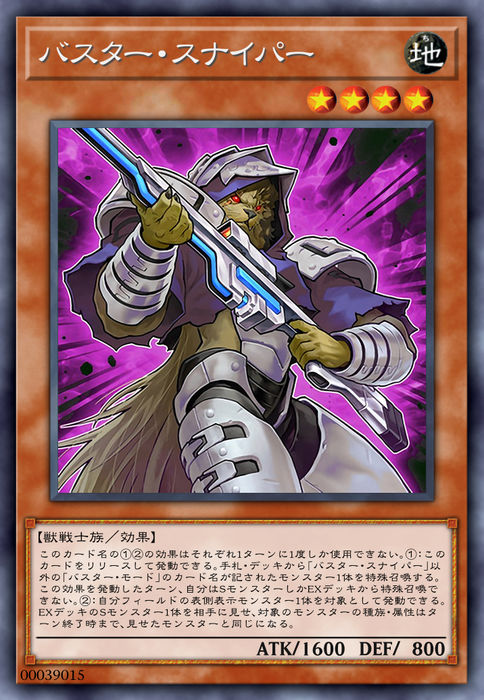 バスター・スナイパー
ち
地
【獣戦士族／効果】
このカード名の①②の効果はそれぞれ1ターンに1度しか使用できない。①：この
カードをリリースして発動できる。手札・デッキから「バスター・スナイパー」以
外の「バスター・モード」のカード名が記されたモンスター1体を特殊召喚する。
この効果を発動したターン、自分はSモンスターしかEXデッキから特殊召喚で
きない。②：自分フィールドの表側表示モンスター1体を対象として発動できる。
EXデッキのSモンスター1体を相手に見せ、対象のモンスターの種族・属性はタ
ーン終了時まで、見せたモンスターと同じになる。
ATK/1600 DEF/ 800
00039015